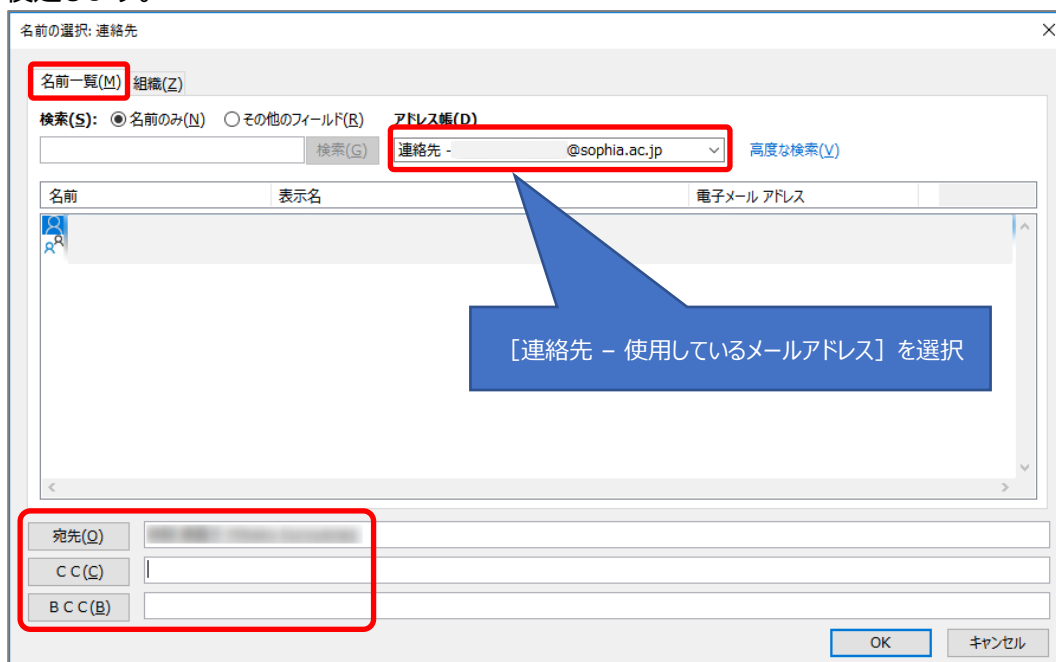 名前の選択: 連絡先
名前一覧(M) 組織(Z)
検索(S): 名前のみ(N) その他のフィールド(R) アドレス帳(D)
検索(G) 連絡先 - @sophia.ac.jp 高度な検索(V)
名前 表示名 電子メール アドレス
［連絡先 – 使用しているメールアドレス］を選択
宛先(O)
ＣＣ(C)
ＢＣＣ(B)
OK キャンセル